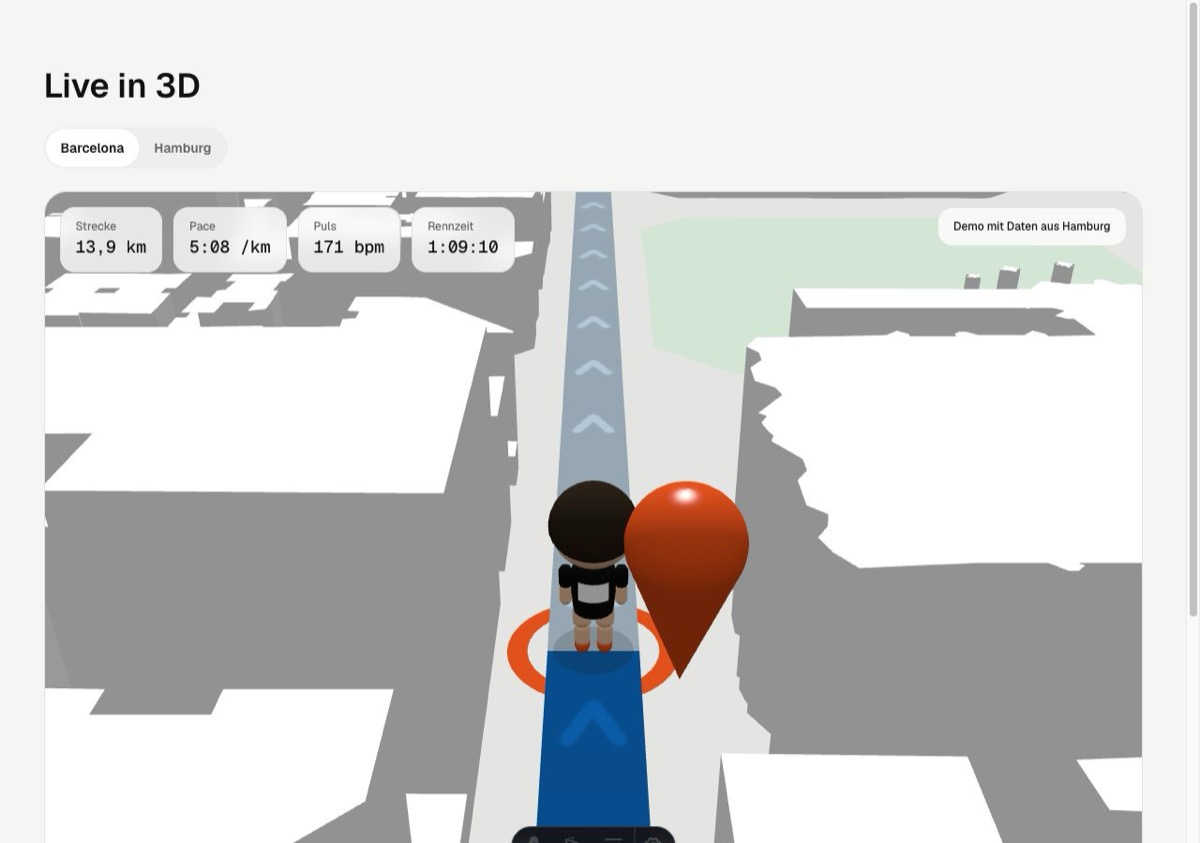 Live in 3D
Barcelona
Hamburg
Strecke
13,9 km
Pace
5:08 /km
Puls
171 bpm
Rennzeit
1:09:10
Demo mit Daten aus Hamburg